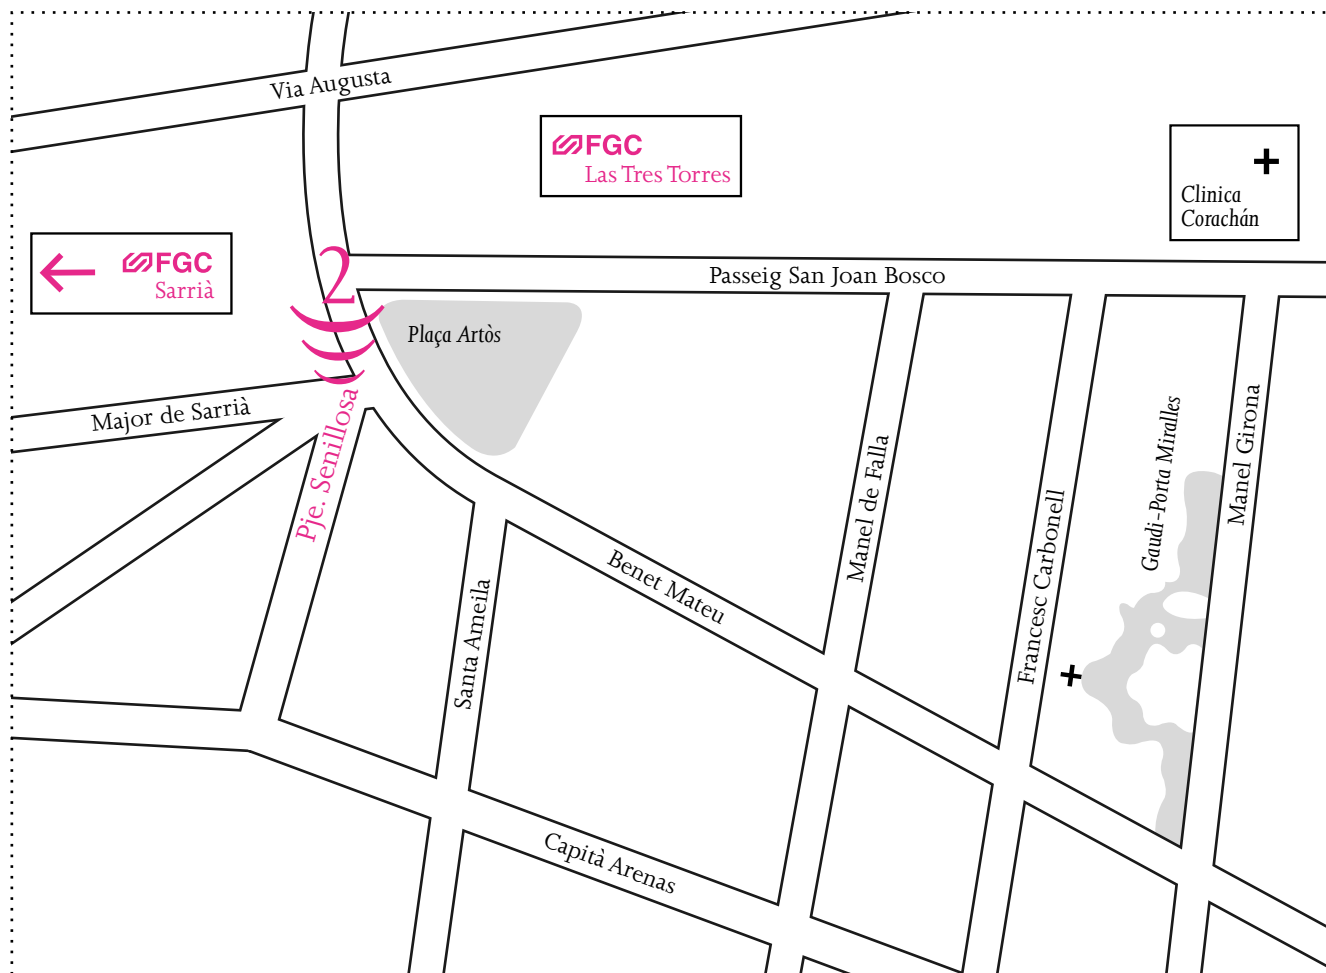 Via Augusta
FGC
Las Tres Torres
Clinica
Corachán
FGC
Sarrià
2
Passeig San Joan Bosco
Plaça Artòs
Major de Sarrià
Pje. Senillosa
Manel de Falla
Francesc Carbonell
Gaudi-Porta Miralles
Manel Girona
Benet Mateu
Santa Ameila
Capità Arenas